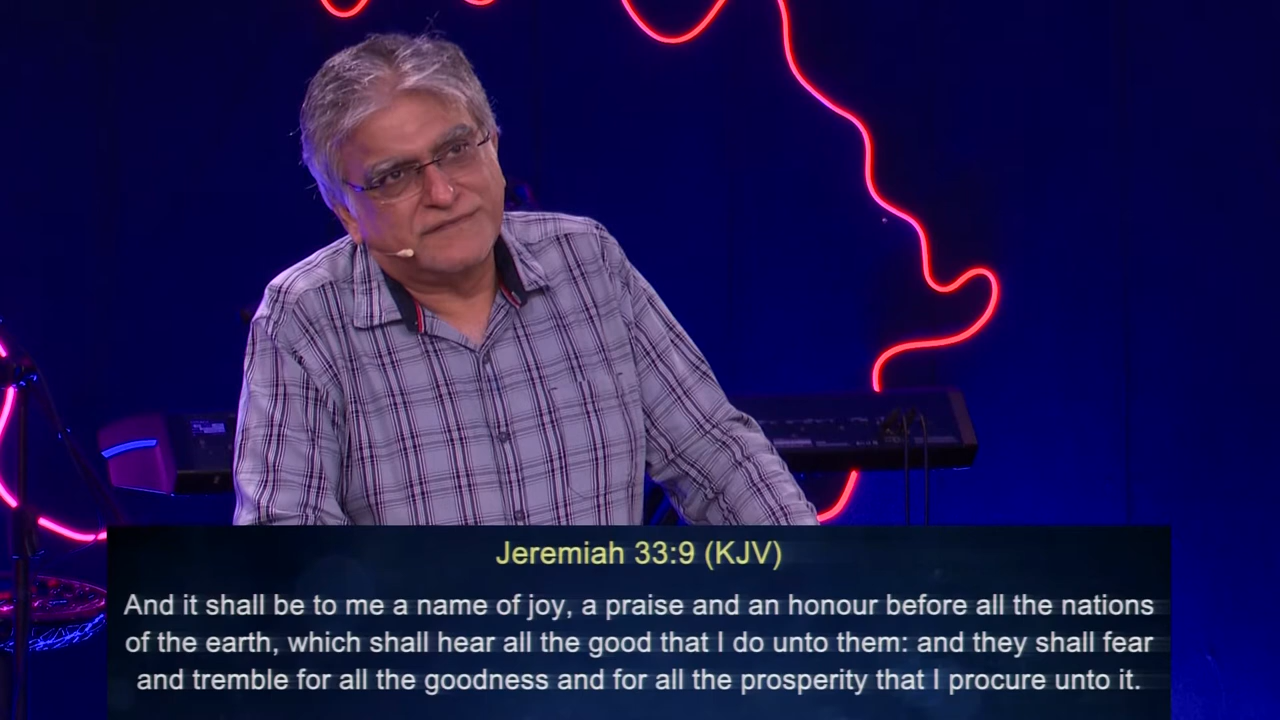 Jeremiah 33:9 (KJV)
And it shall be to me a name of joy, a praise and an honour before all the nations
of the earth, which shall hear all the good that I do unto them: and they shall fear
and tremble for all the goodness and for all the prosperity that I procure unto it.